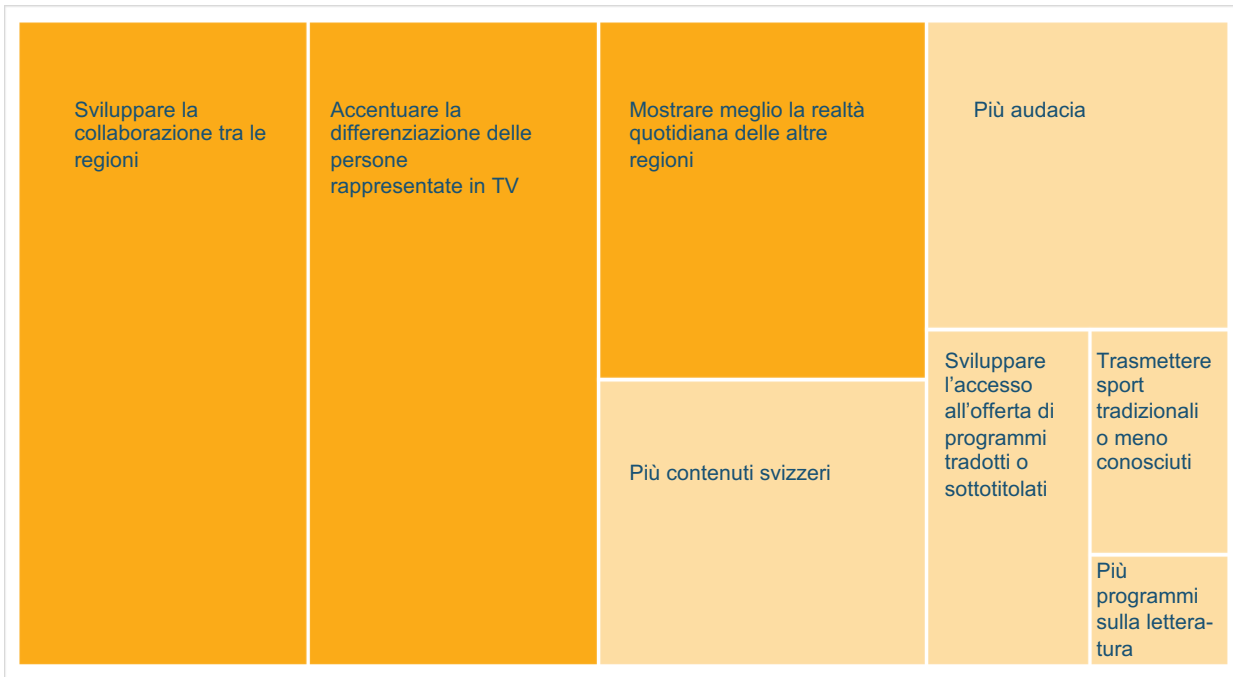 Sviluppare la
collaborazione tra le
regioni
Accentuare la
differenziazione delle
persone
rappresentate in TV
Mostrare meglio la realtà
quotidiana delle altre
regioni
Più audacia
Più contenuti svizzeri
Sviluppare
l’accesso
all’offerta di
programmi
tradotti o
sottotitolati
Trasmettere
sport
tradizionali
o meno
conosciuti
Più
programmi
sulla lettera-
tura